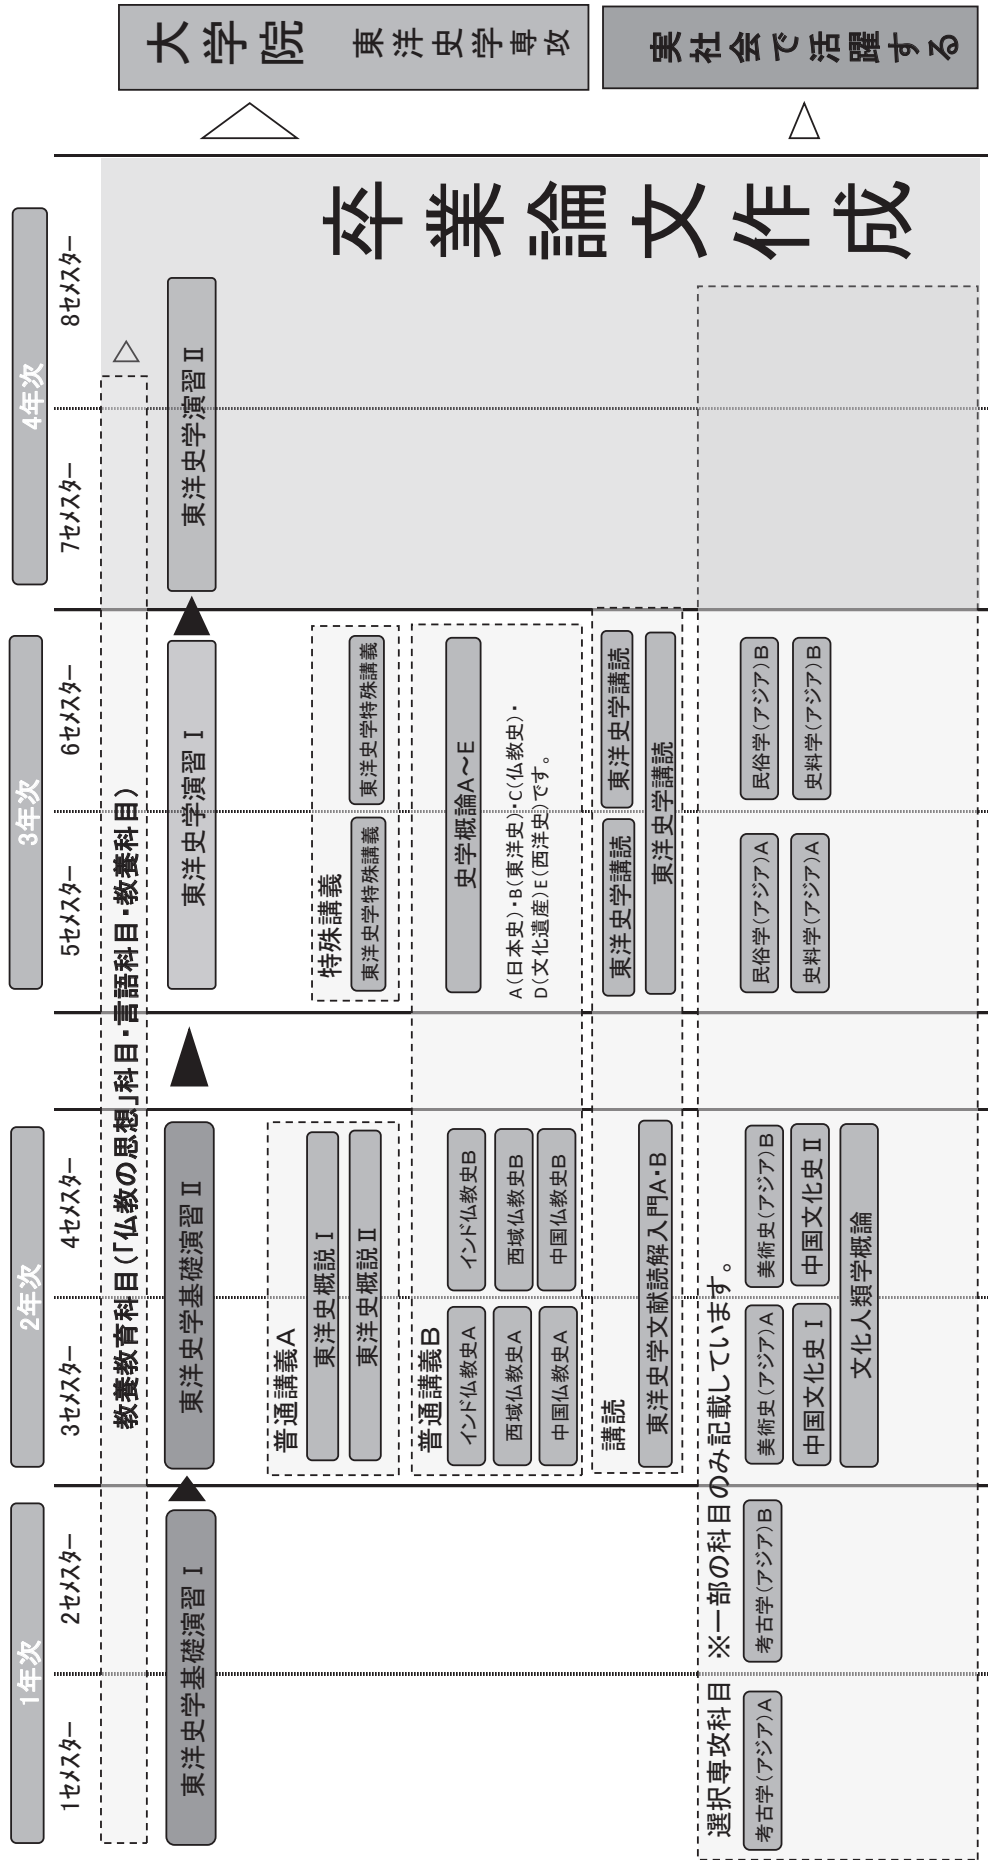 1年次
2年次
3年次
4年次
1セメスター
2セメスター
3セメスター
4セメスター
5セメスター
6セメスター
7セメスター
8セメスター
教養教育科目(「仏教の思想」科目・言語科目・教養科目)
東洋史学基礎演習Ⅰ
東洋史学基礎演習Ⅱ
東洋史学演習Ⅰ
東洋史学演習Ⅱ
普通講義A
東洋史概説Ⅰ
東洋史概説Ⅱ
特殊講義
東洋史学特殊講義
東洋史学特殊講義
普通講義B
インド仏教史A
インド仏教史B
西域仏教史A
西域仏教史B
中国仏教史A
中国仏教史B
史学概論A～E
A(日本史)・B(東洋史)・C(仏教史)・
D(文化遺産)E(西洋史)です。
講読
東洋史学文献読解入門A・B
東洋史学講読
東洋史学講読
東洋史学講読
選択専攻科目 ※一部の科目のみ記載しています。
考古学(アジア)A
考古学(アジア)B
美術史(アジア)A
美術史(アジア)B
中国文化史Ⅰ
中国文化史Ⅱ
文化人類学概論
民俗学(アジア)A
民俗学(アジア)B
史料学(アジア)A
史料学(アジア)B
卒業論文作成
大学院 東洋史学専攻
実社会で活躍する